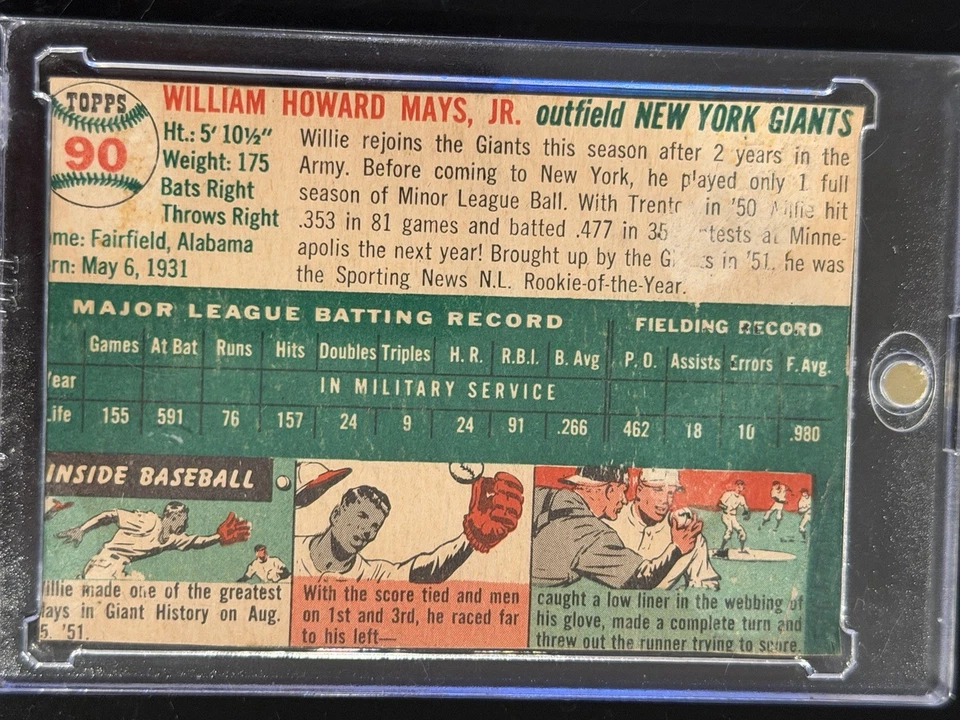 TOPPS
90
WILLIAM HOWARD MAYS, JR. outfield NEW YORK GIANTS
Ht.: 5' 10½"
Weight: 175
Bats Right
Throws Right
me: Fairfield, Alabama
rn: May 6, 1931
Willie rejoins the Giants this season after 2 years in the
Army. Before coming to New York, he played only 1 full
season of Minor League Ball. With in '50 hit
.353 in 81 games and batted .477 in 35 at Minne-
apolis the next year! Brought up by the in '51, he was
the Sporting News N.L. Rookie-of-the-Year.
MAJOR LEAGUE BATTING RECORD FIELDING RECORD
Games At Bat Runs Hits Doubles Triples H. R. R.B.I. B. Avg P. O. Assists Errors F. Avg.
ear IN MILITARY SERVICE
ife 155 591 76 157 24 9 24 91 .266 462 18 10 .980
INSIDE BASEBALL
illie made one of the greatest
lays in Giant History on Aug.
5, '51.
With the score tied and men
on 1st and 3rd, he raced far
to his left—
caught a low liner in the webbing of
his glove, made a complete turn and
threw out the runner trying to score.